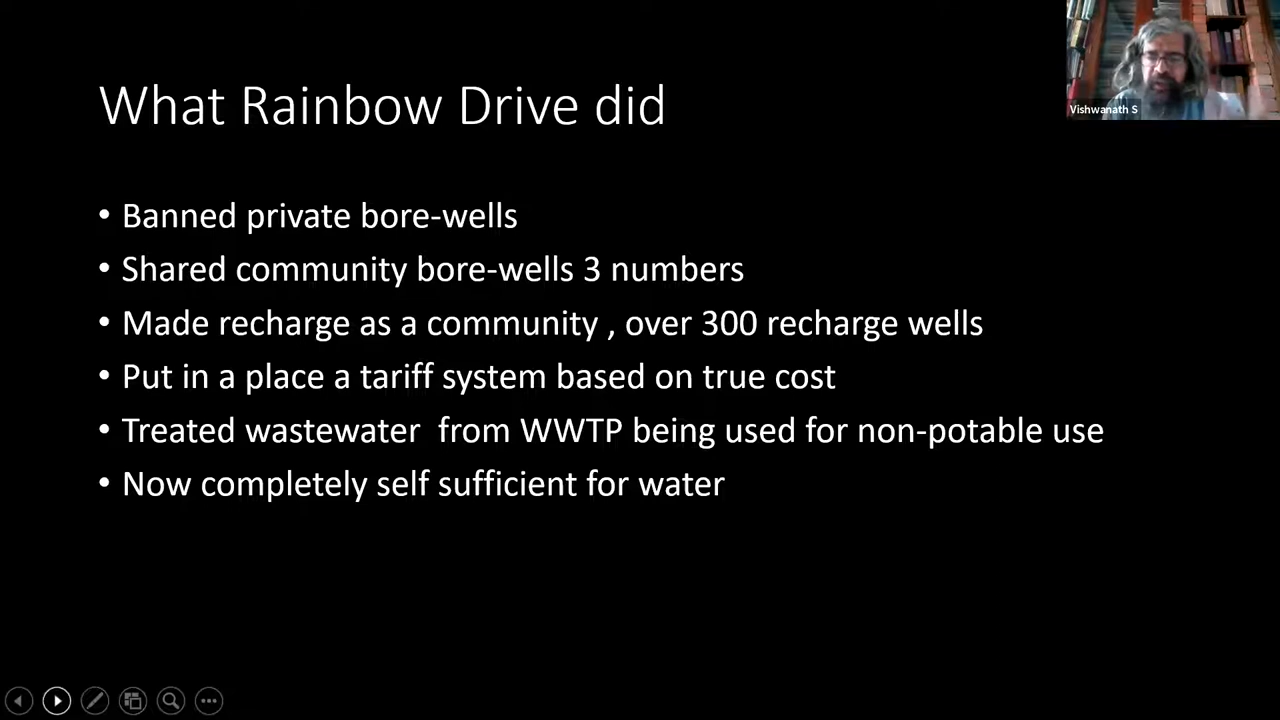 What Rainbow Drive did
Vishwanath S
• Banned private bore-wells
• Shared community bore-wells 3 numbers
• Made recharge as a community , over 300 recharge wells
• Put in a place a tariff system based on true cost
• Treated wastewater from WWTP being used for non-potable use
• Now completely self sufficient for water